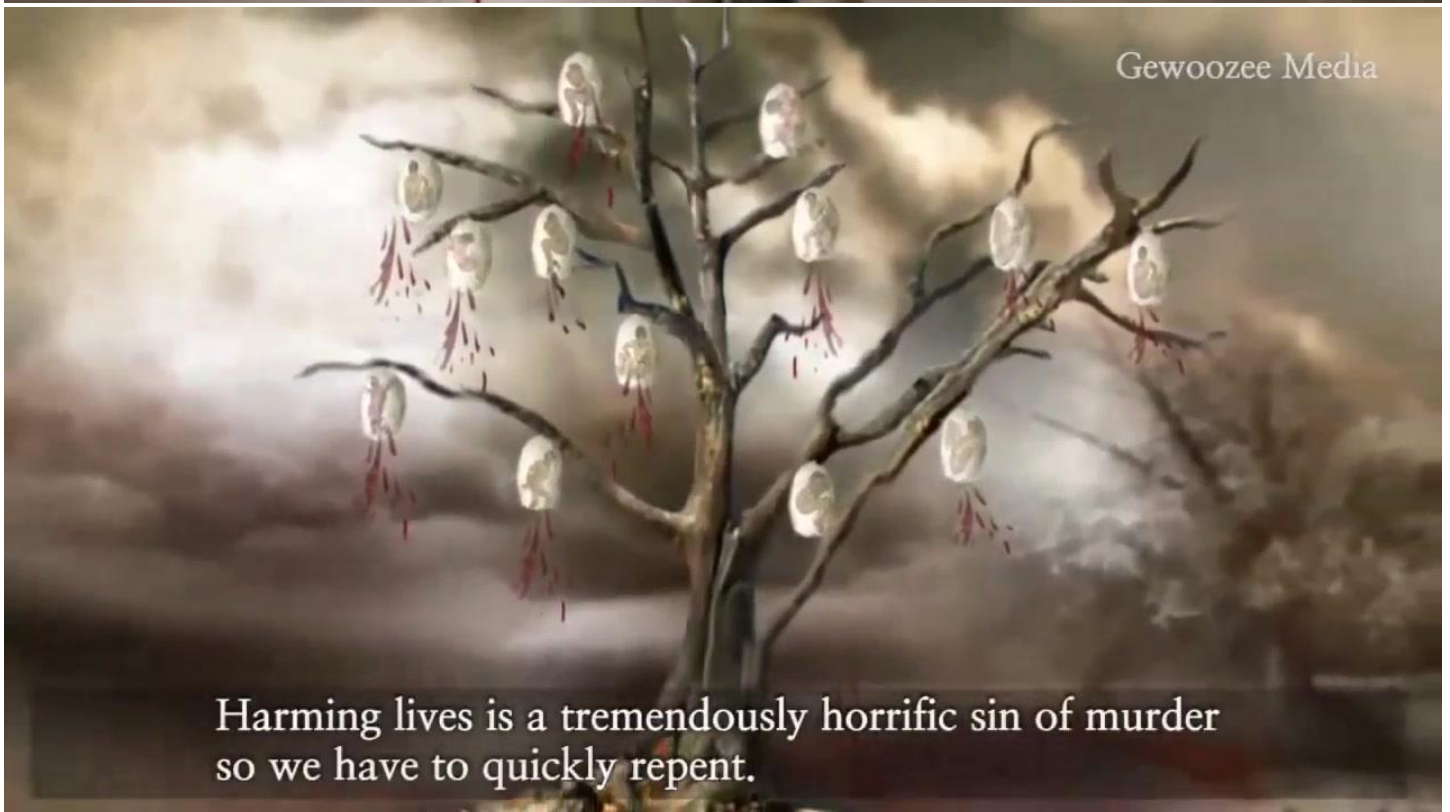 Gewoozee Media
Harming lives is a tremendously horrific sin of murder
so we have to quickly repent.